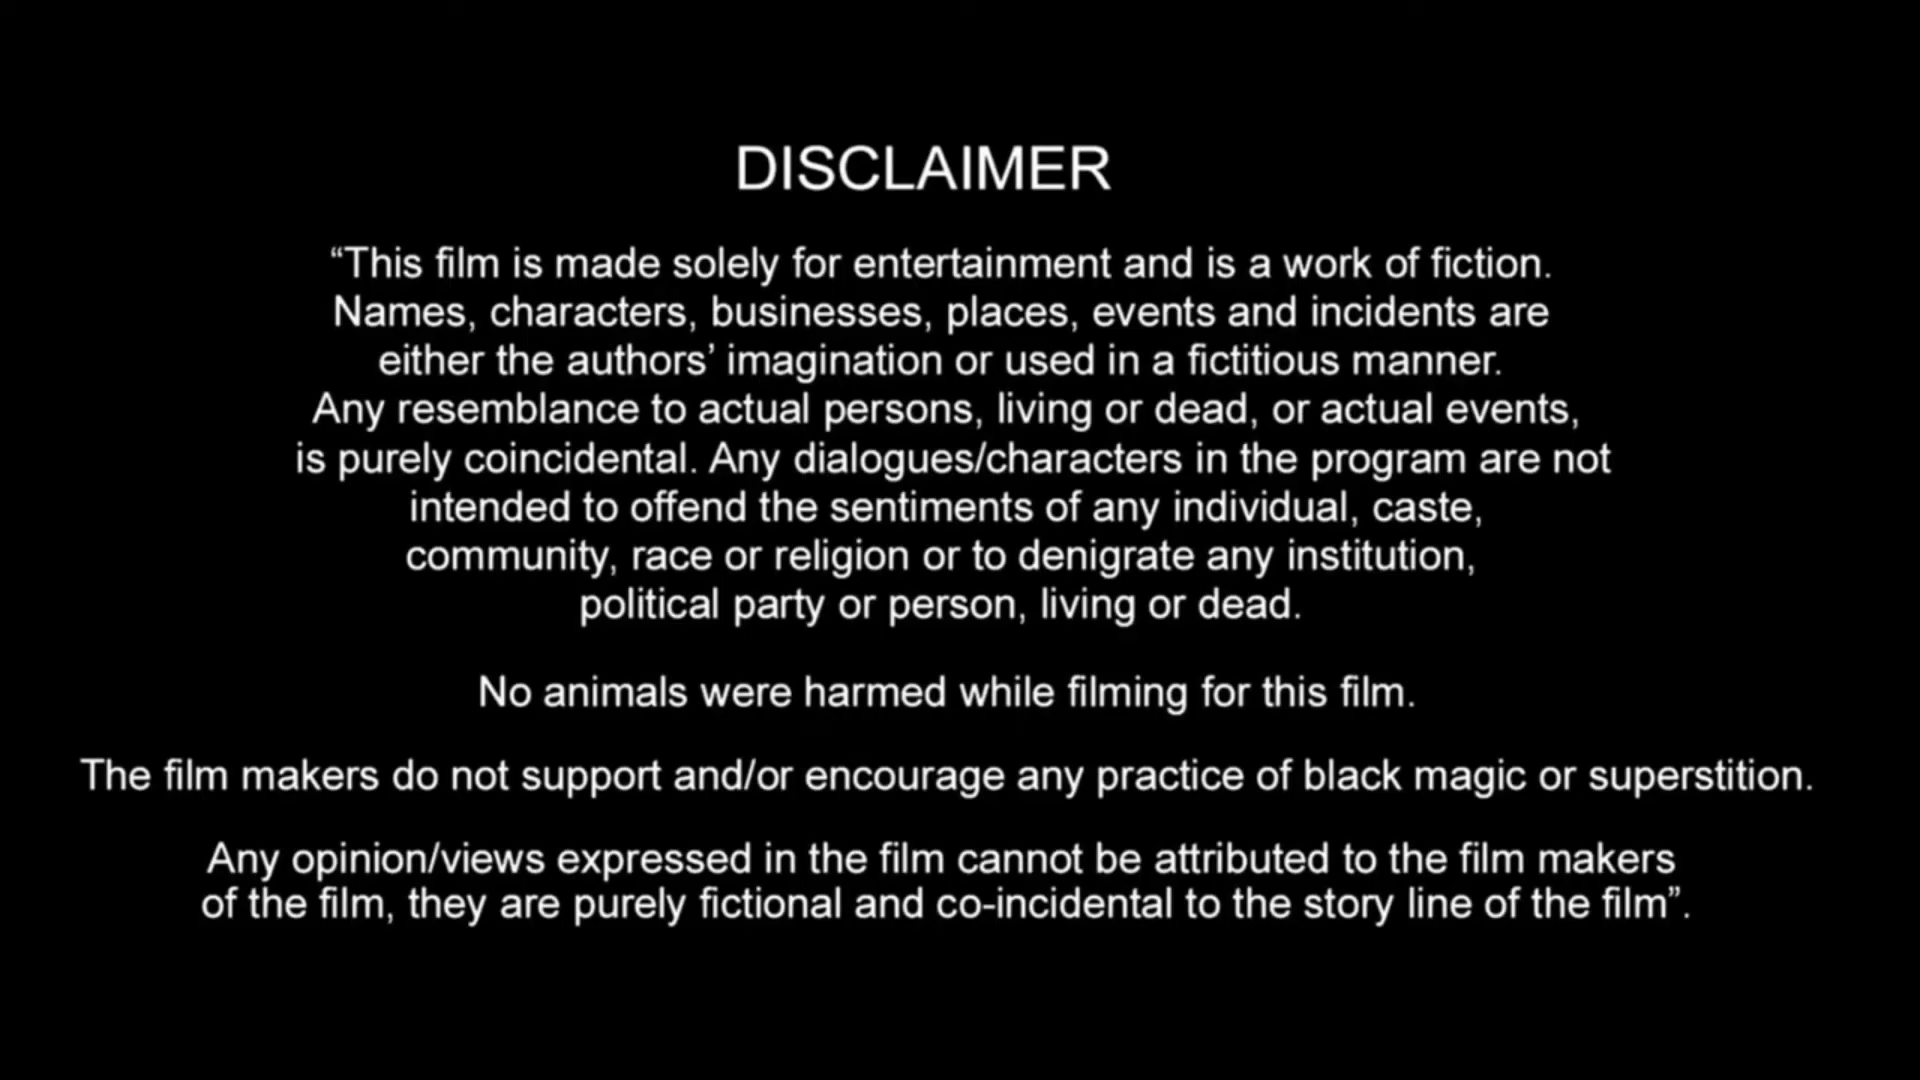 DISCLAIMER
“This film is made solely for entertainment and is a work of fiction.
Names, characters, businesses, places, events and incidents are
either the authors’ imagination or used in a fictitious manner.
Any resemblance to actual persons, living or dead, or actual events,
is purely coincidental. Any dialogues/characters in the program are not
intended to offend the sentiments of any individual, caste,
community, race or religion or to denigrate any institution,
political party or person, living or dead.
No animals were harmed while filming for this film.
The film makers do not support and/or encourage any practice of black magic or superstition.
Any opinion/views expressed in the film cannot be attributed to the film makers
of the film, they are purely fictional and co-incidental to the story line of the film”.